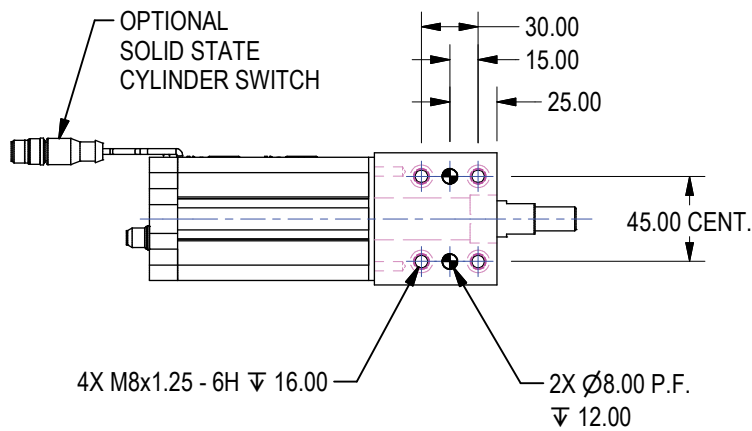 OPTIONAL
SOLID STATE
CYLINDER SWITCH
30.00
15.00
25.00
45.00 CENT.
4X M8x1.25 - 6H ↧ 16.00
2X Ø8.00 P.F.
↧ 12.00